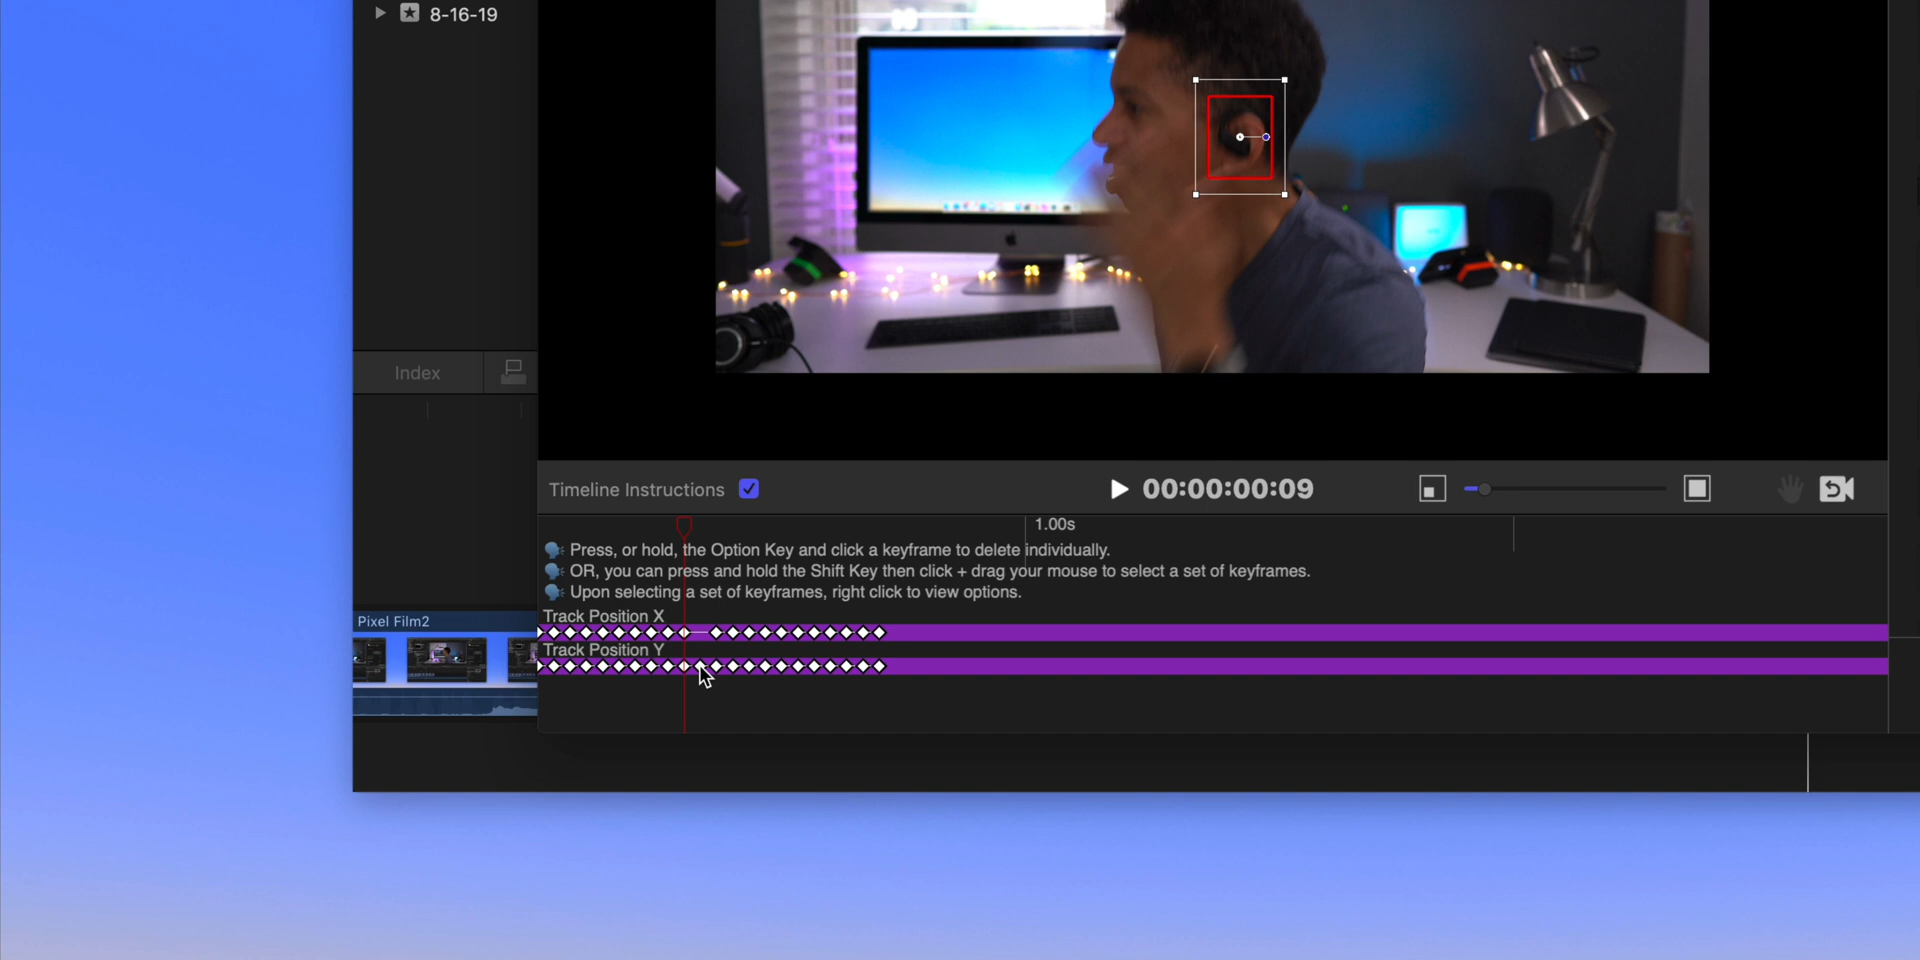 8-16-19
Index
Timeline Instructions
00:00:00:09
1.00s
Press, or hold, the Option Key and click a keyframe to delete individually.
OR, you can press and hold the Shift Key then click + drag your mouse to select a set of keyframes.
Upon selecting a set of keyframes, right click to view options.
Track Position X
Pixel Film2
Track Position Y